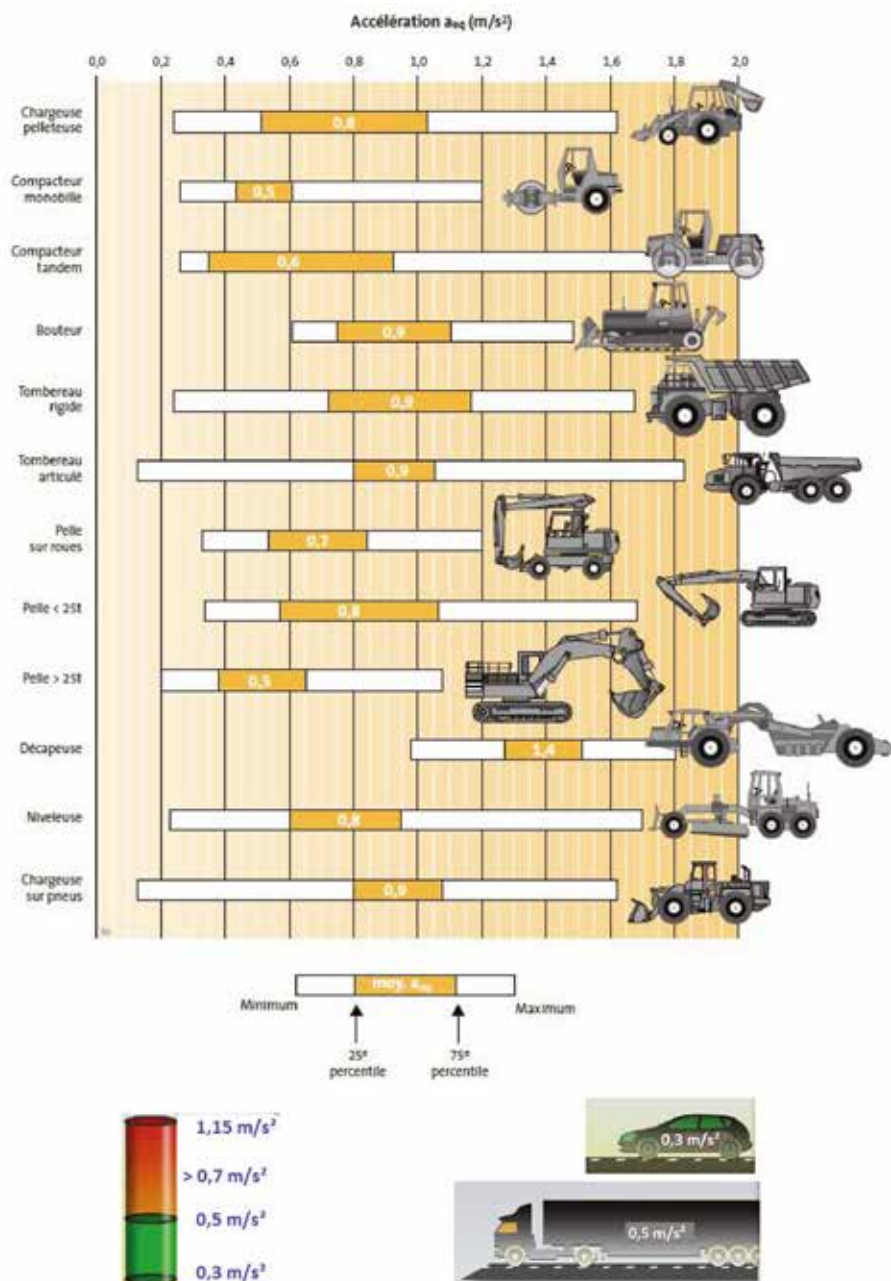 Accélération aeq (m/s²)
0,0 0,2 0,4 0,6 0,8 1,0 1,2 1,4 1,6 1,8 2,0
Chargeuse
pelleteuse
0,8
Compacteur
monobille
0,5
Compacteur
tandem
0,6
Bouteur
0,9
Tombereau
rigide
0,9
Tombereau
articulé
0,9
Pelle
sur roues
0,7
Pelle < 25t
0,8
Pelle > 25t
0,5
Décapeuse
1,4
Niveleuse
0,8
Chargeuse
sur pneus
0,9
moy. aeq
Minimum
Maximum
25e
percentile
75e
percentile
1,15 m/s²
> 0,7 m/s²
0,5 m/s²
0,3 m/s²
0,3 m/s²
0,5 m/s²